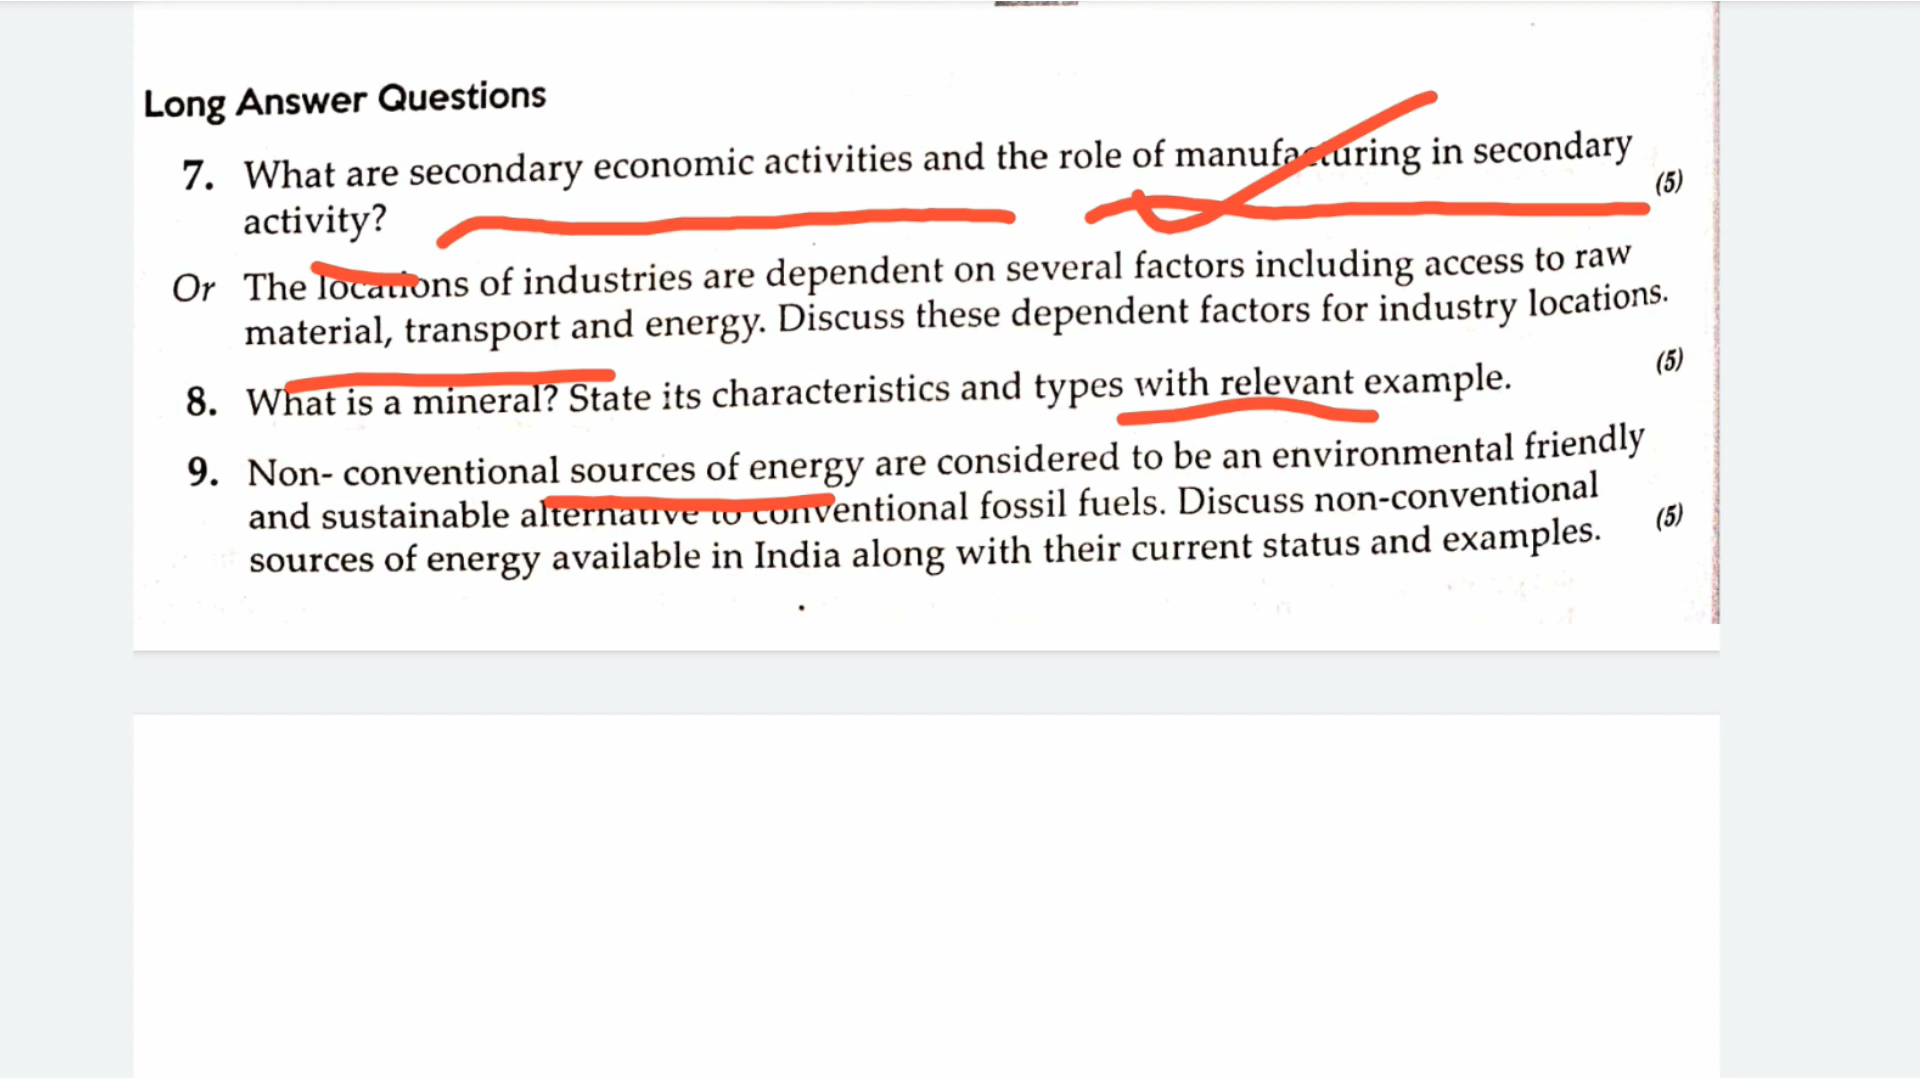 Long Answer Questions
7. What are secondary economic activities and the role of manufacturing in secondary
activity? (5)
Or The locations of industries are dependent on several factors including access to raw
material, transport and energy. Discuss these dependent factors for industry locations.
(5)
8. What is a mineral? State its characteristics and types with relevant example.
9. Non- conventional sources of energy are considered to be an environmental friendly
and sustainable alternative to conventional fossil fuels. Discuss non-conventional
sources of energy available in India along with their current status and examples. (5)